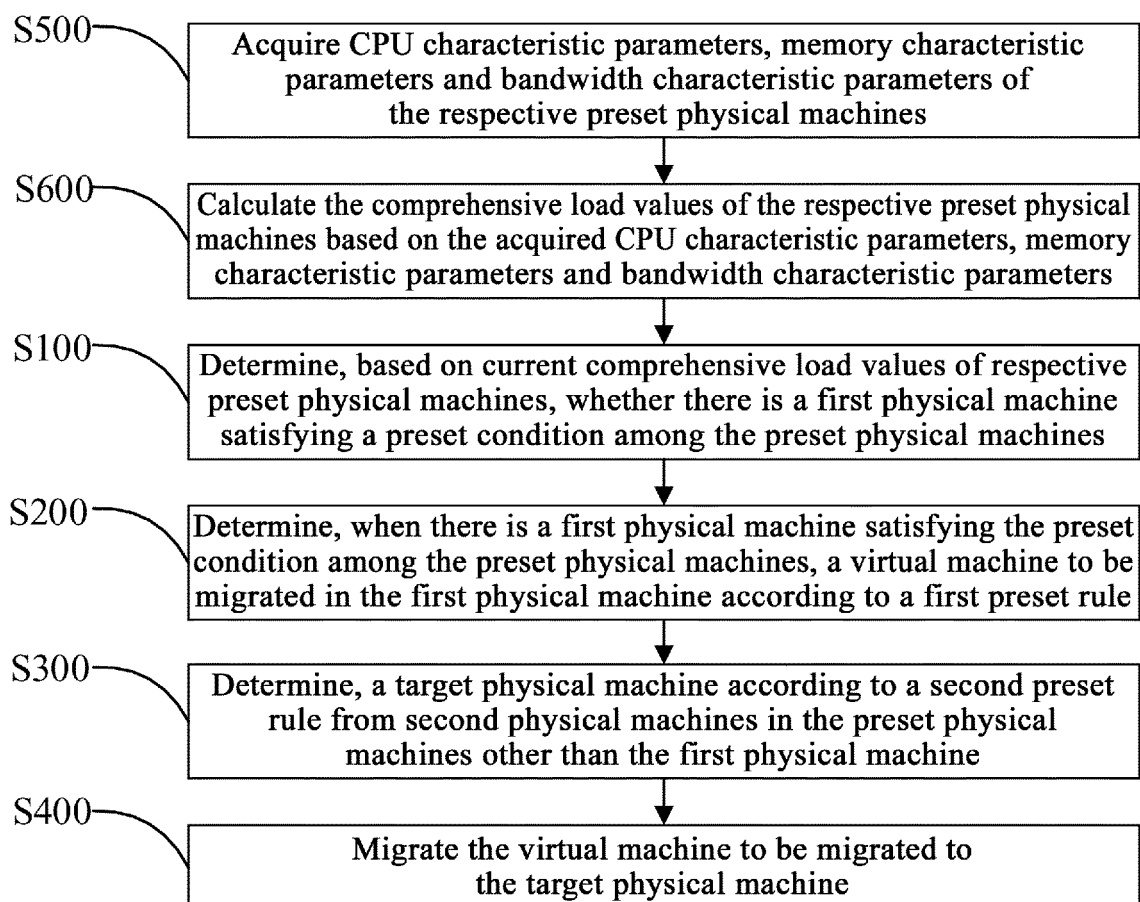 S500
Acquire CPU characteristic parameters, memory characteristic
parameters and bandwidth characteristic parameters of
the respective preset physical machines
S600
Calculate the comprehensive load values of the respective preset physical
machines based on the acquired CPU characteristic parameters, memory
characteristic parameters and bandwidth characteristic parameters
S100
Determine, based on current comprehensive load values of respective
preset physical machines, whether there is a first physical machine
satisfying a preset condition among the preset physical machines
S200
Determine, when there is a first physical machine satisfying the preset
condition among the preset physical machines, a virtual machine to be
migrated in the first physical machine according to a first preset rule
S300
Determine, a target physical machine according to a second preset
rule from second physical machines in the preset physical
machines other than the first physical machine
S400
Migrate the virtual machine to be migrated to
the target physical machine